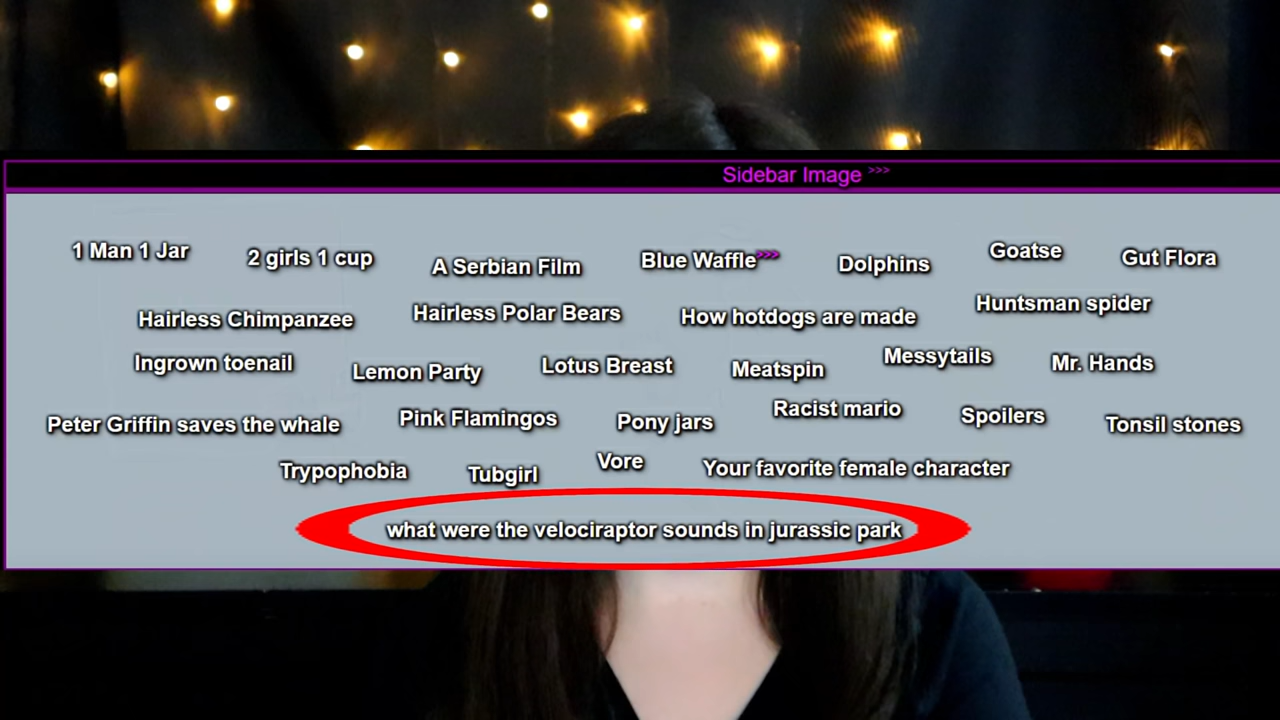 Sidebar Image >>>
1 Man 1 Jar 2 girls 1 cup A Serbian Film Blue Waffle>>> Dolphins Goatse Gut Flora
Hairless Chimpanzee Hairless Polar Bears How hotdogs are made Huntsman spider
Ingrown toenail Lemon Party Lotus Breast Meatspin Messytails Mr. Hands
Peter Griffin saves the whale Pink Flamingos Pony jars Racist mario Spoilers Tonsil stones
Trypophobia Tubgirl Vore Your favorite female character
what were the velociraptor sounds in jurassic park